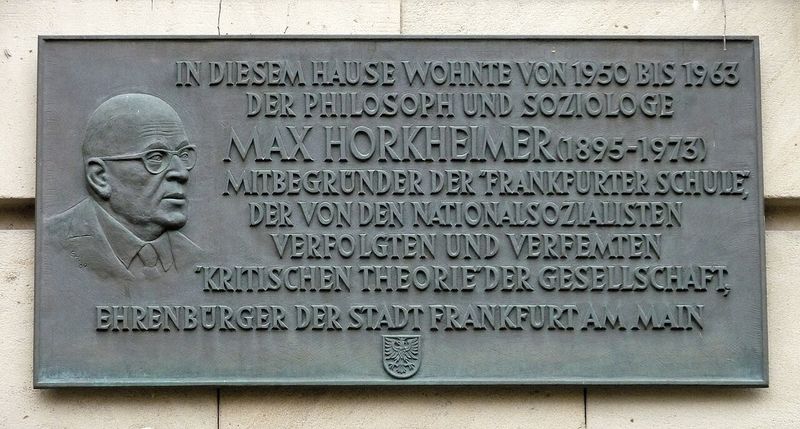 IN DIESEM HAUSE WOHNTE VON 1950 BIS 1963
DER PHILOSOPH UND SOZIOLOGE
MAX HORKHEIMER (1895-1973)
MITBEGRÜNDER DER "FRANKFURTER SCHULE",
DER VON DEN NATIONALSOZIALISTEN
VERFOLGTEN UND VERFEMTEN
"KRITISCHEN THEORIE" DER GESELLSCHAFT,
EHRENBÜRGER DER STADT FRANKFURT AM MAIN